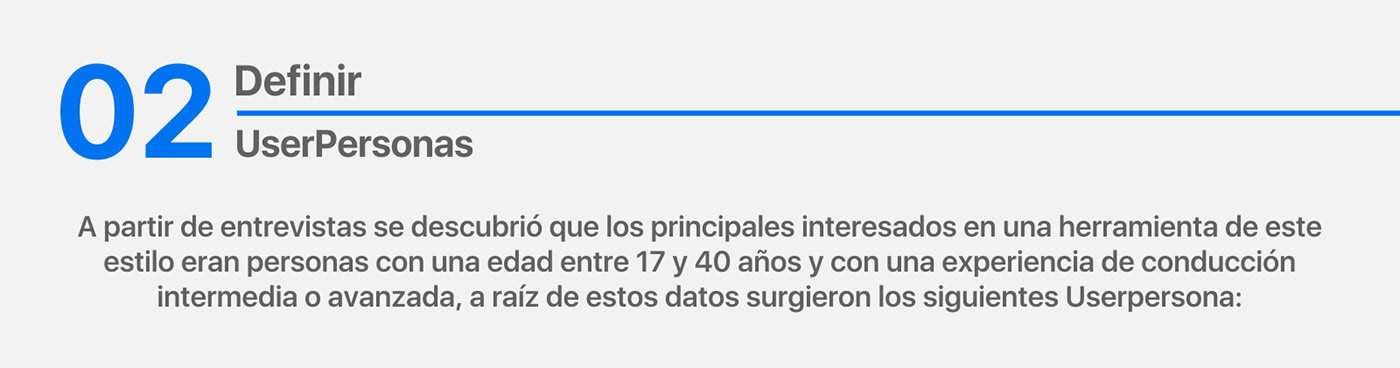 02
Definir
UserPersonas
A partir de entrevistas se descubrió que los principales interesados en una herramienta de este
estilo eran personas con una edad entre 17 y 40 años y con una experiencia de conducción
intermedia o avanzada, a raíz de estos datos surgieron los siguientes Userpersona: